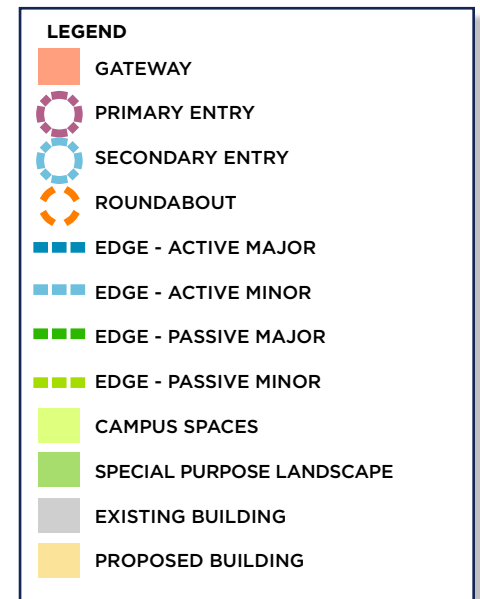 LEGEND
GATEWAY
PRIMARY ENTRY
SECONDARY ENTRY
ROUNDABOUT
EDGE - ACTIVE MAJOR
EDGE - ACTIVE MINOR
EDGE - PASSIVE MAJOR
EDGE - PASSIVE MINOR
CAMPUS SPACES
SPECIAL PURPOSE LANDSCAPE
EXISTING BUILDING
PROPOSED BUILDING